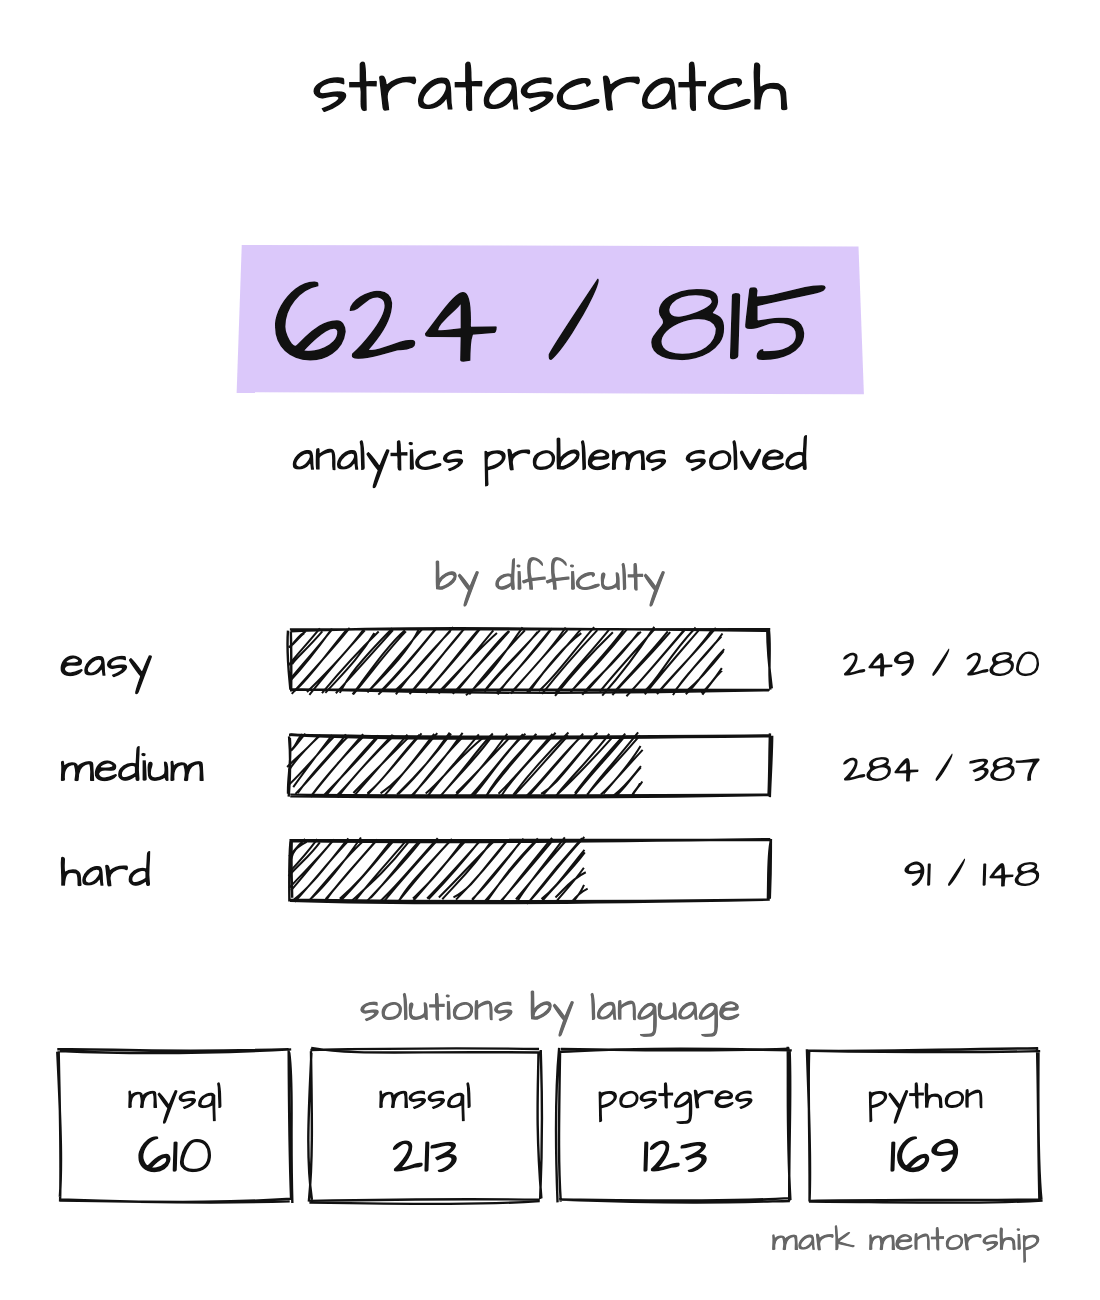 stratascratch
624 / 815
analytics problems solved
by difficulty
easy 249 / 280
medium 284 / 387
hard 91 / 148
solutions by language
mysql mssql postgres python
610 213 123 169
mark mentorship